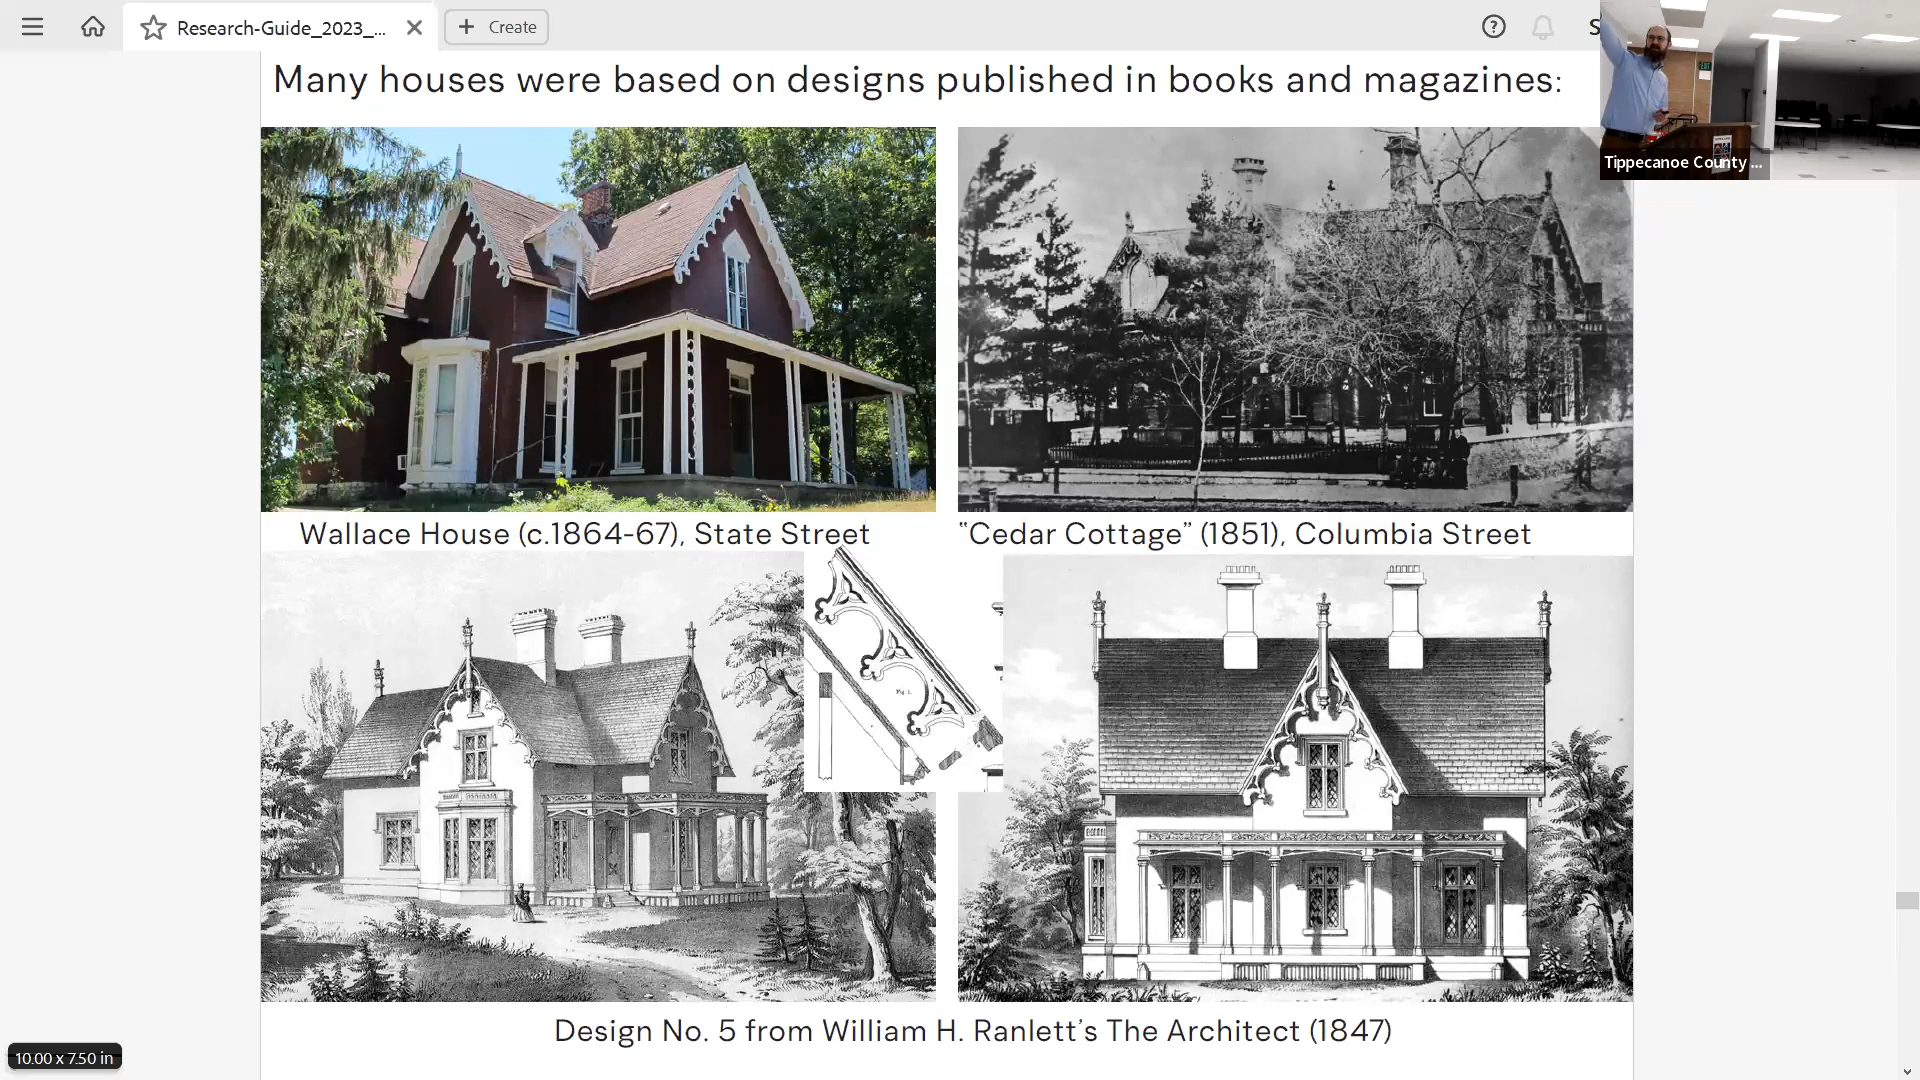 Research-Guide_2023_...
Create
Many houses were based on designs published in books and magazines:
Tippecanoe County ...
Wallace House (c.1864-67), State Street
“Cedar Cottage” (1851), Columbia Street
Fig. 1.
Design No. 5 from William H. Ranlett’s The Architect (1847)
10.00 x 7.50 in